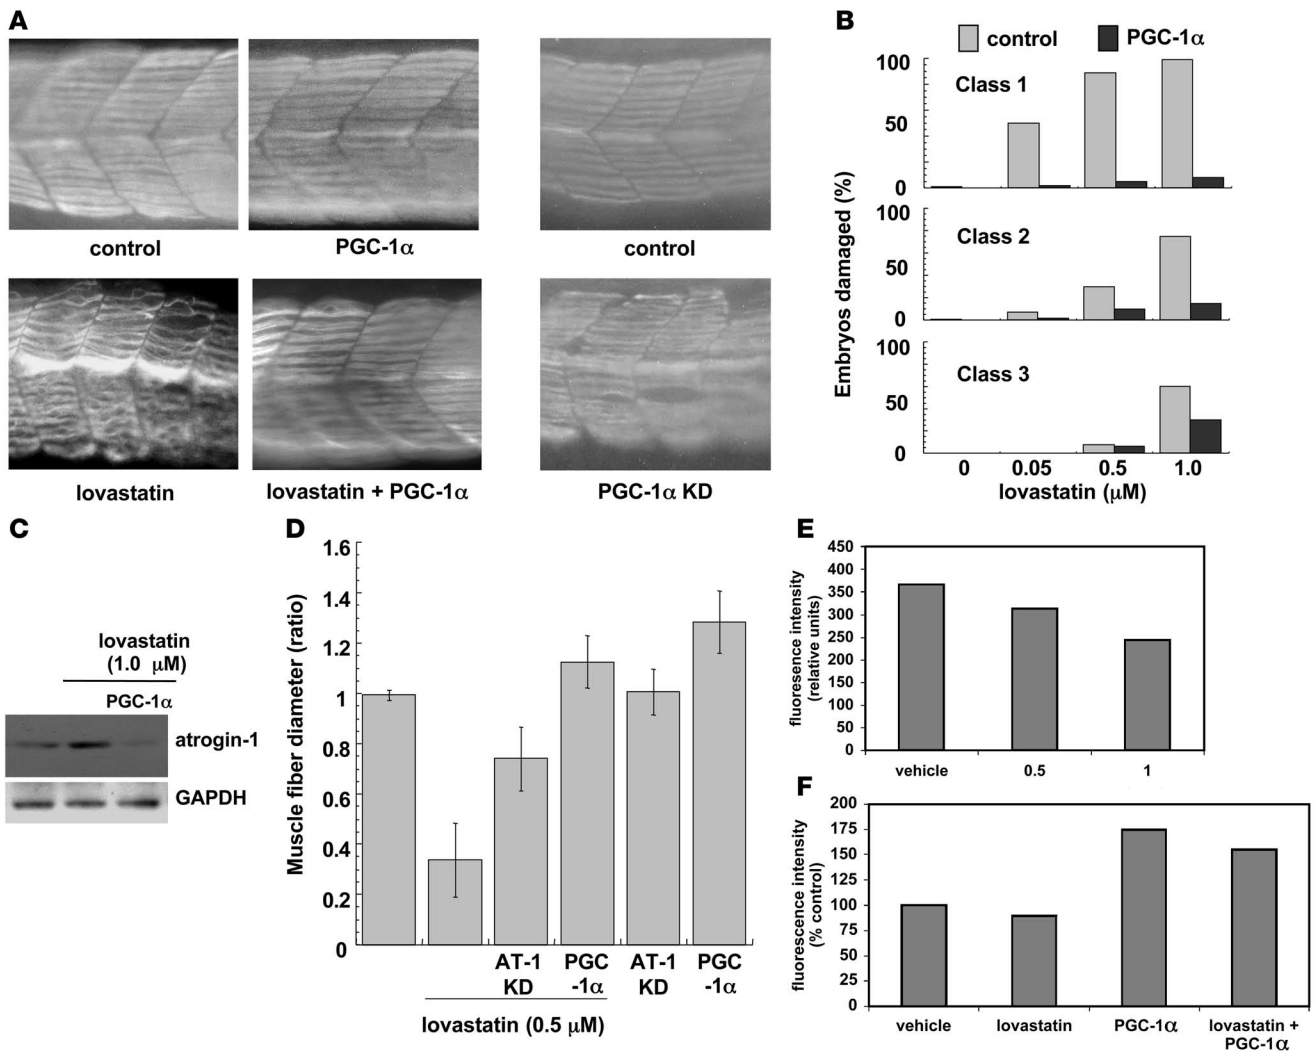 A
control
PGC-1α
control
lovastatin
lovastatin + PGC-1α
PGC-1α KD
B
control
PGC-1α
Embryos damaged (%)
Class 1
100
50
0
Class 2
100
50
0
Class 3
100
50
0
0 0.05 0.5 1.0
lovastatin (μM)
C
lovastatin
(1.0 μM)
PGC-1α
atrogin-1
GAPDH
D
Muscle fiber diameter (ratio)
1.6
1.4
1.2
1
0.8
0.6
0.4
0.2
0
AT-1 PGC AT-1 PGC
KD -1α KD -1α
lovastatin (0.5 μM)
E
fluoresence intensity
(relative units)
450
400
350
300
250
200
150
100
50
0
vehicle 0.5 1
F
fluorescence intensity
(% control)
200
175
150
125
100
75
50
25
0
vehicle lovastatin PGC-1α lovastatin +
PGC-1α